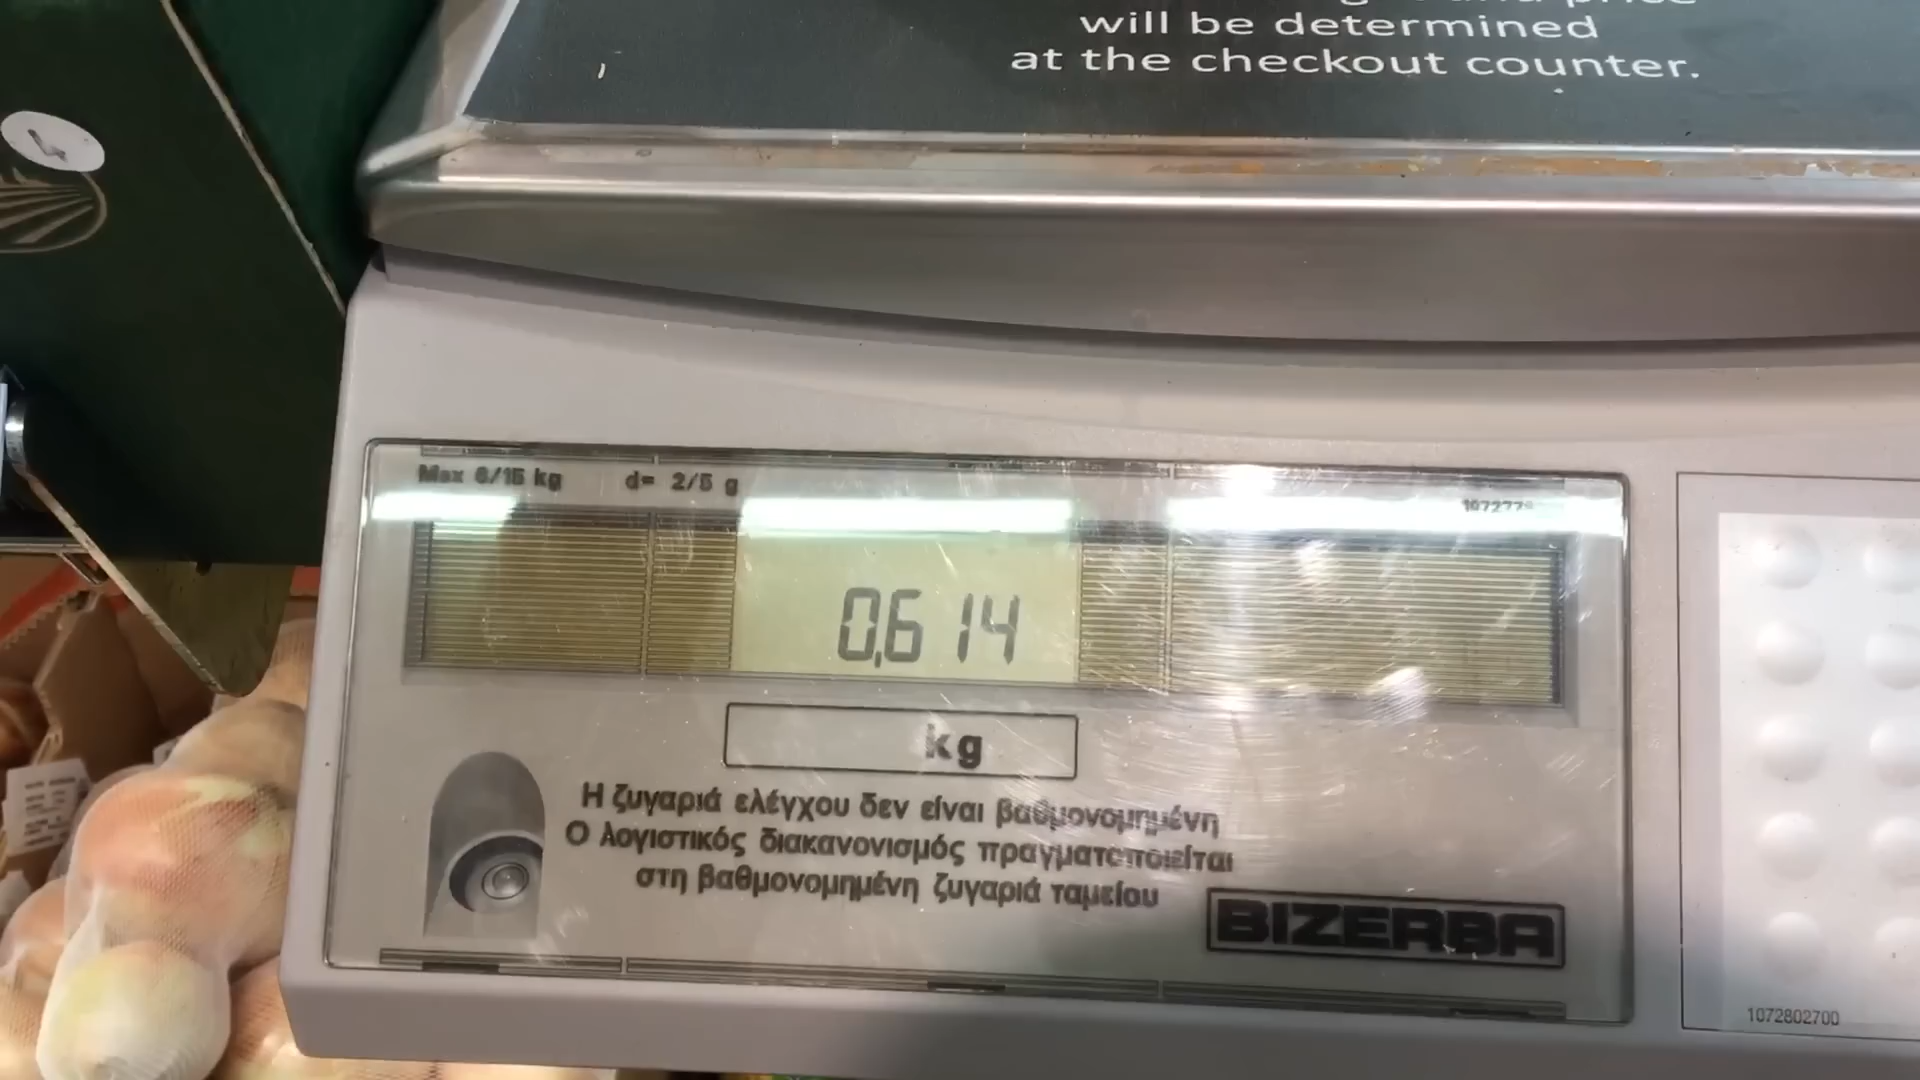 will be determined
at the checkout counter.
4
Max 6/15 kg d= 2/5 g
0,614
kg
Η ζυγαριά ελέγχου δεν είναι βαθμονομημένη
Ο λογιστικός διακανονισμός πραγματοποιείται
στη βαθμονομημένη ζυγαριά ταμείου
BIZERBA
1072802700